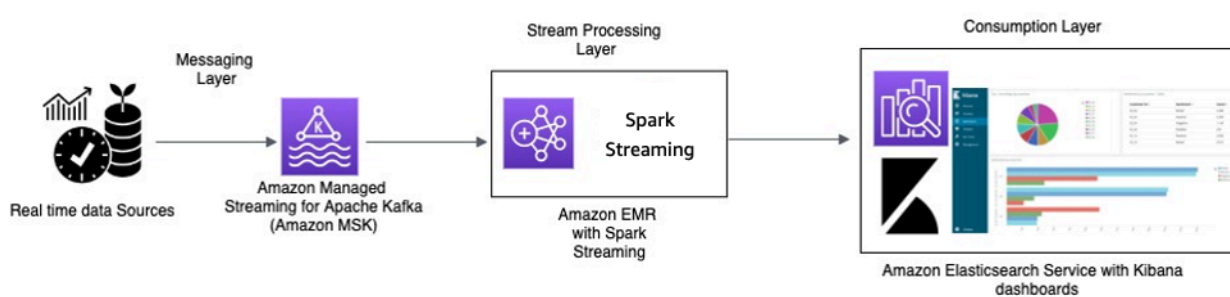 Consumption Layer
Stream Processing
Layer
Messaging
Layer
Kibana
K
Spark
Streaming
Real time data Sources
Amazon Managed
Streaming for Apache Kafka
(Amazon MSK)
Amazon EMR
with Spark
Streaming
Amazon Elasticsearch Service with Kibana
dashboards